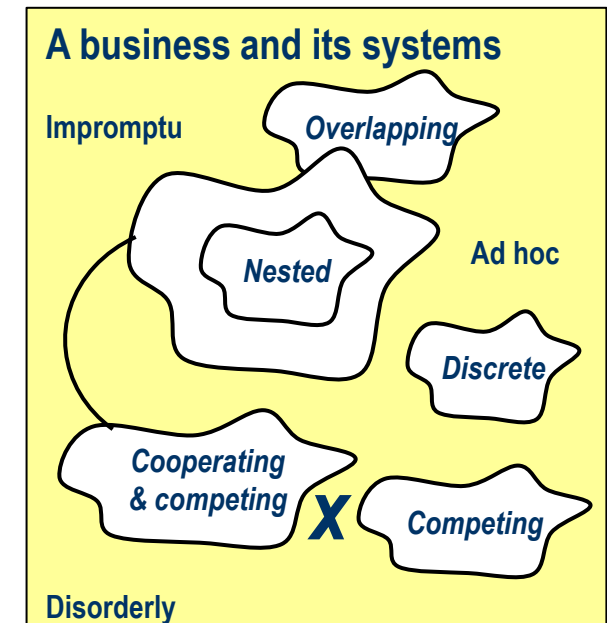 A business and its systems
Impromptu
Overlapping
Nested
Ad hoc
Discrete
Cooperating
& competing
X
Competing
Disorderly